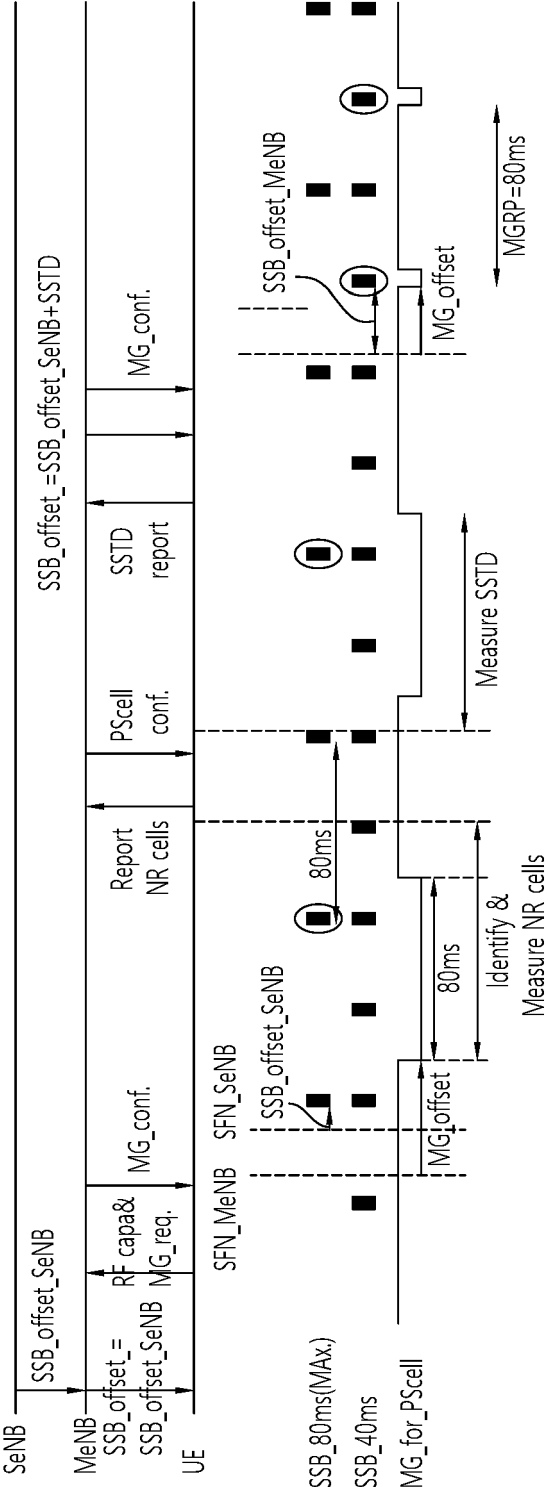 SeNB
SSB_offset_SeNB
SSB_offset_=SSB_offset_SeNB+SSTD
MeNB
SSB_offset_=
SSB_offset_SeNB
RF capa&
MG_req.
MG_conf.
Report
NR cells
PScell
conf.
SSTD
report
MG_conf.
UE
SFN_MeNB
SFN_SeNB
SSB_offset_SeNB
SSB_offset_MeNB
SSB_80ms(MAx.)
80ms
SSB_40ms
MG_for_PScell
MG_offset
80ms
MG_offset
Identify &
Measure NR cells
Measure SSTD
MGRP=80ms